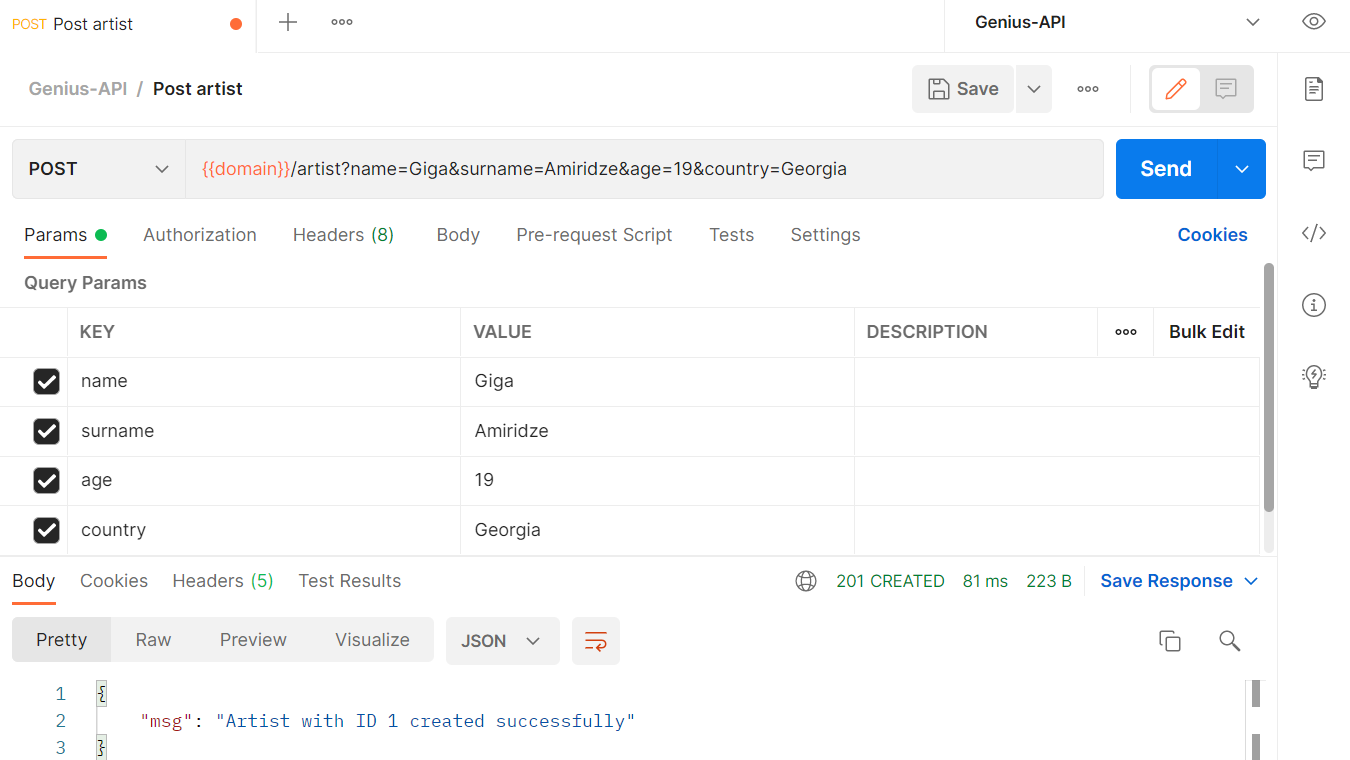 POST Post artist
Genius-API
Genius-API / Post artist
Save
POST
{{domain}}/artist?name=Giga&surname=Amiridze&age=19&country=Georgia
Send
Params Authorization Headers (8) Body Pre-request Script Tests Settings Cookies
Query Params
KEY VALUE DESCRIPTION Bulk Edit
name Giga
surname Amiridze
age 19
country Georgia
Body Cookies Headers (5) Test Results 201 CREATED 81 ms 223 B Save Response
Pretty Raw Preview Visualize JSON
1 {
2 "msg": "Artist with ID 1 created successfully"
3 }